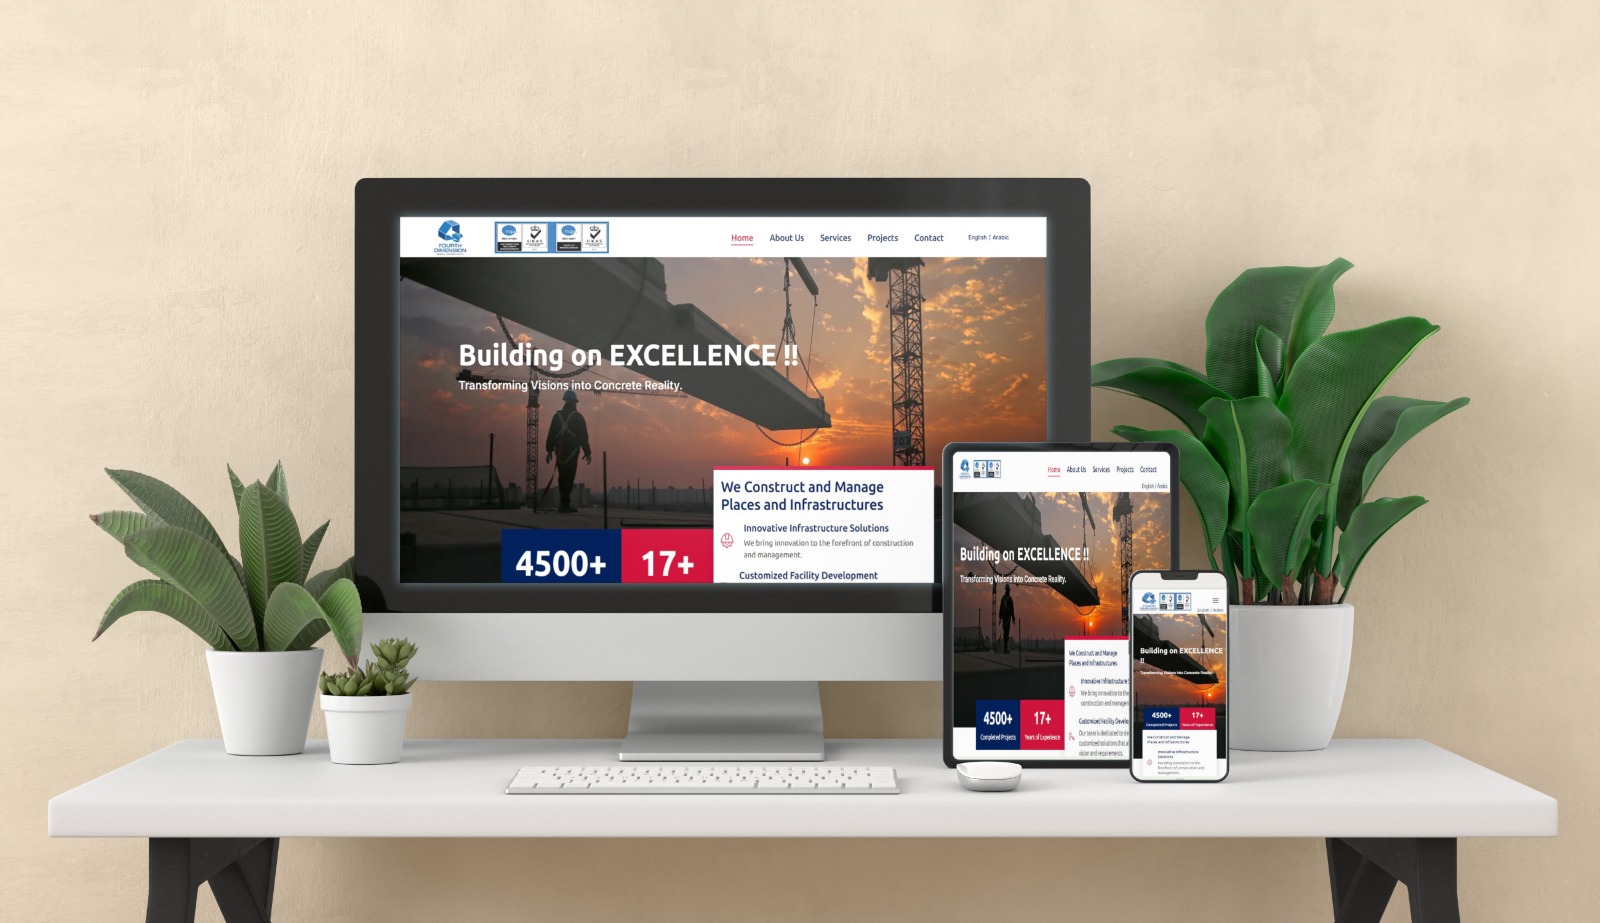 FOURTH
DIMENSION
UKAS
UKAS
Home
About Us
Services
Projects
Contact
English / Arabic
Building on EXCELLENCE !!
Transforming Visions into Concrete Reality.
703
We Construct and Manage
Places and Infrastructures
Innovative Infrastructure Solutions
We bring innovation to the forefront of construction
and management.
Customized Facility Development
4500+
17+
Home
About Us
Services
Projects
Contact
English / Arabic
Building on EXCELLENCE !!
Transforming Visions into Concrete Reality.
We Construct and Manage
Places and Infrastructures
Innovative Infrastructure
We bring innovation to the
construction and
Customized Facility
Our team is dedicated to
customized solutions that
vision and requirements.
4500+
Completed Projects
17+
Years of Experience
FOURTH
DIMENSION
English / Arabic
Building on EXCELLENCE
!!
Transforming Visions into Concrete Reality.
4500+
Completed Projects
17+
Years of Experience
We Construct and Manage
Places and Infrastructures
Innovative Infrastructure
Solutions
We bring innovation to the
forefront of construction and
management.